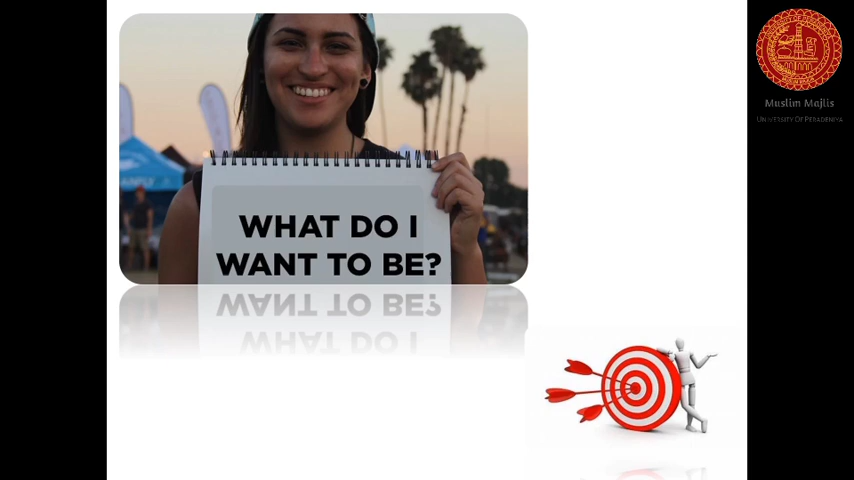 WHAT DO I
WANT TO BE?
Muslim Majlis
UNIVERSITY OF PERADENIYA